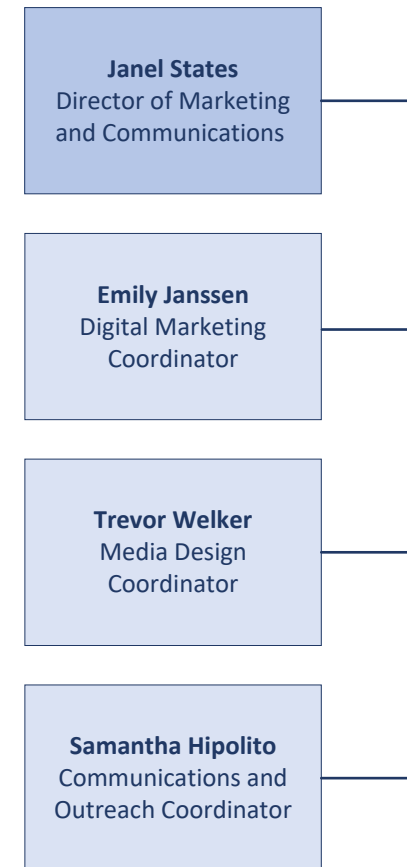 Janel States
Director of Marketing
and Communications
Emily Janssen
Digital Marketing
Coordinator
Trevor Welker
Media Design
Coordinator
Samantha Hipolito
Communications and
Outreach Coordinator